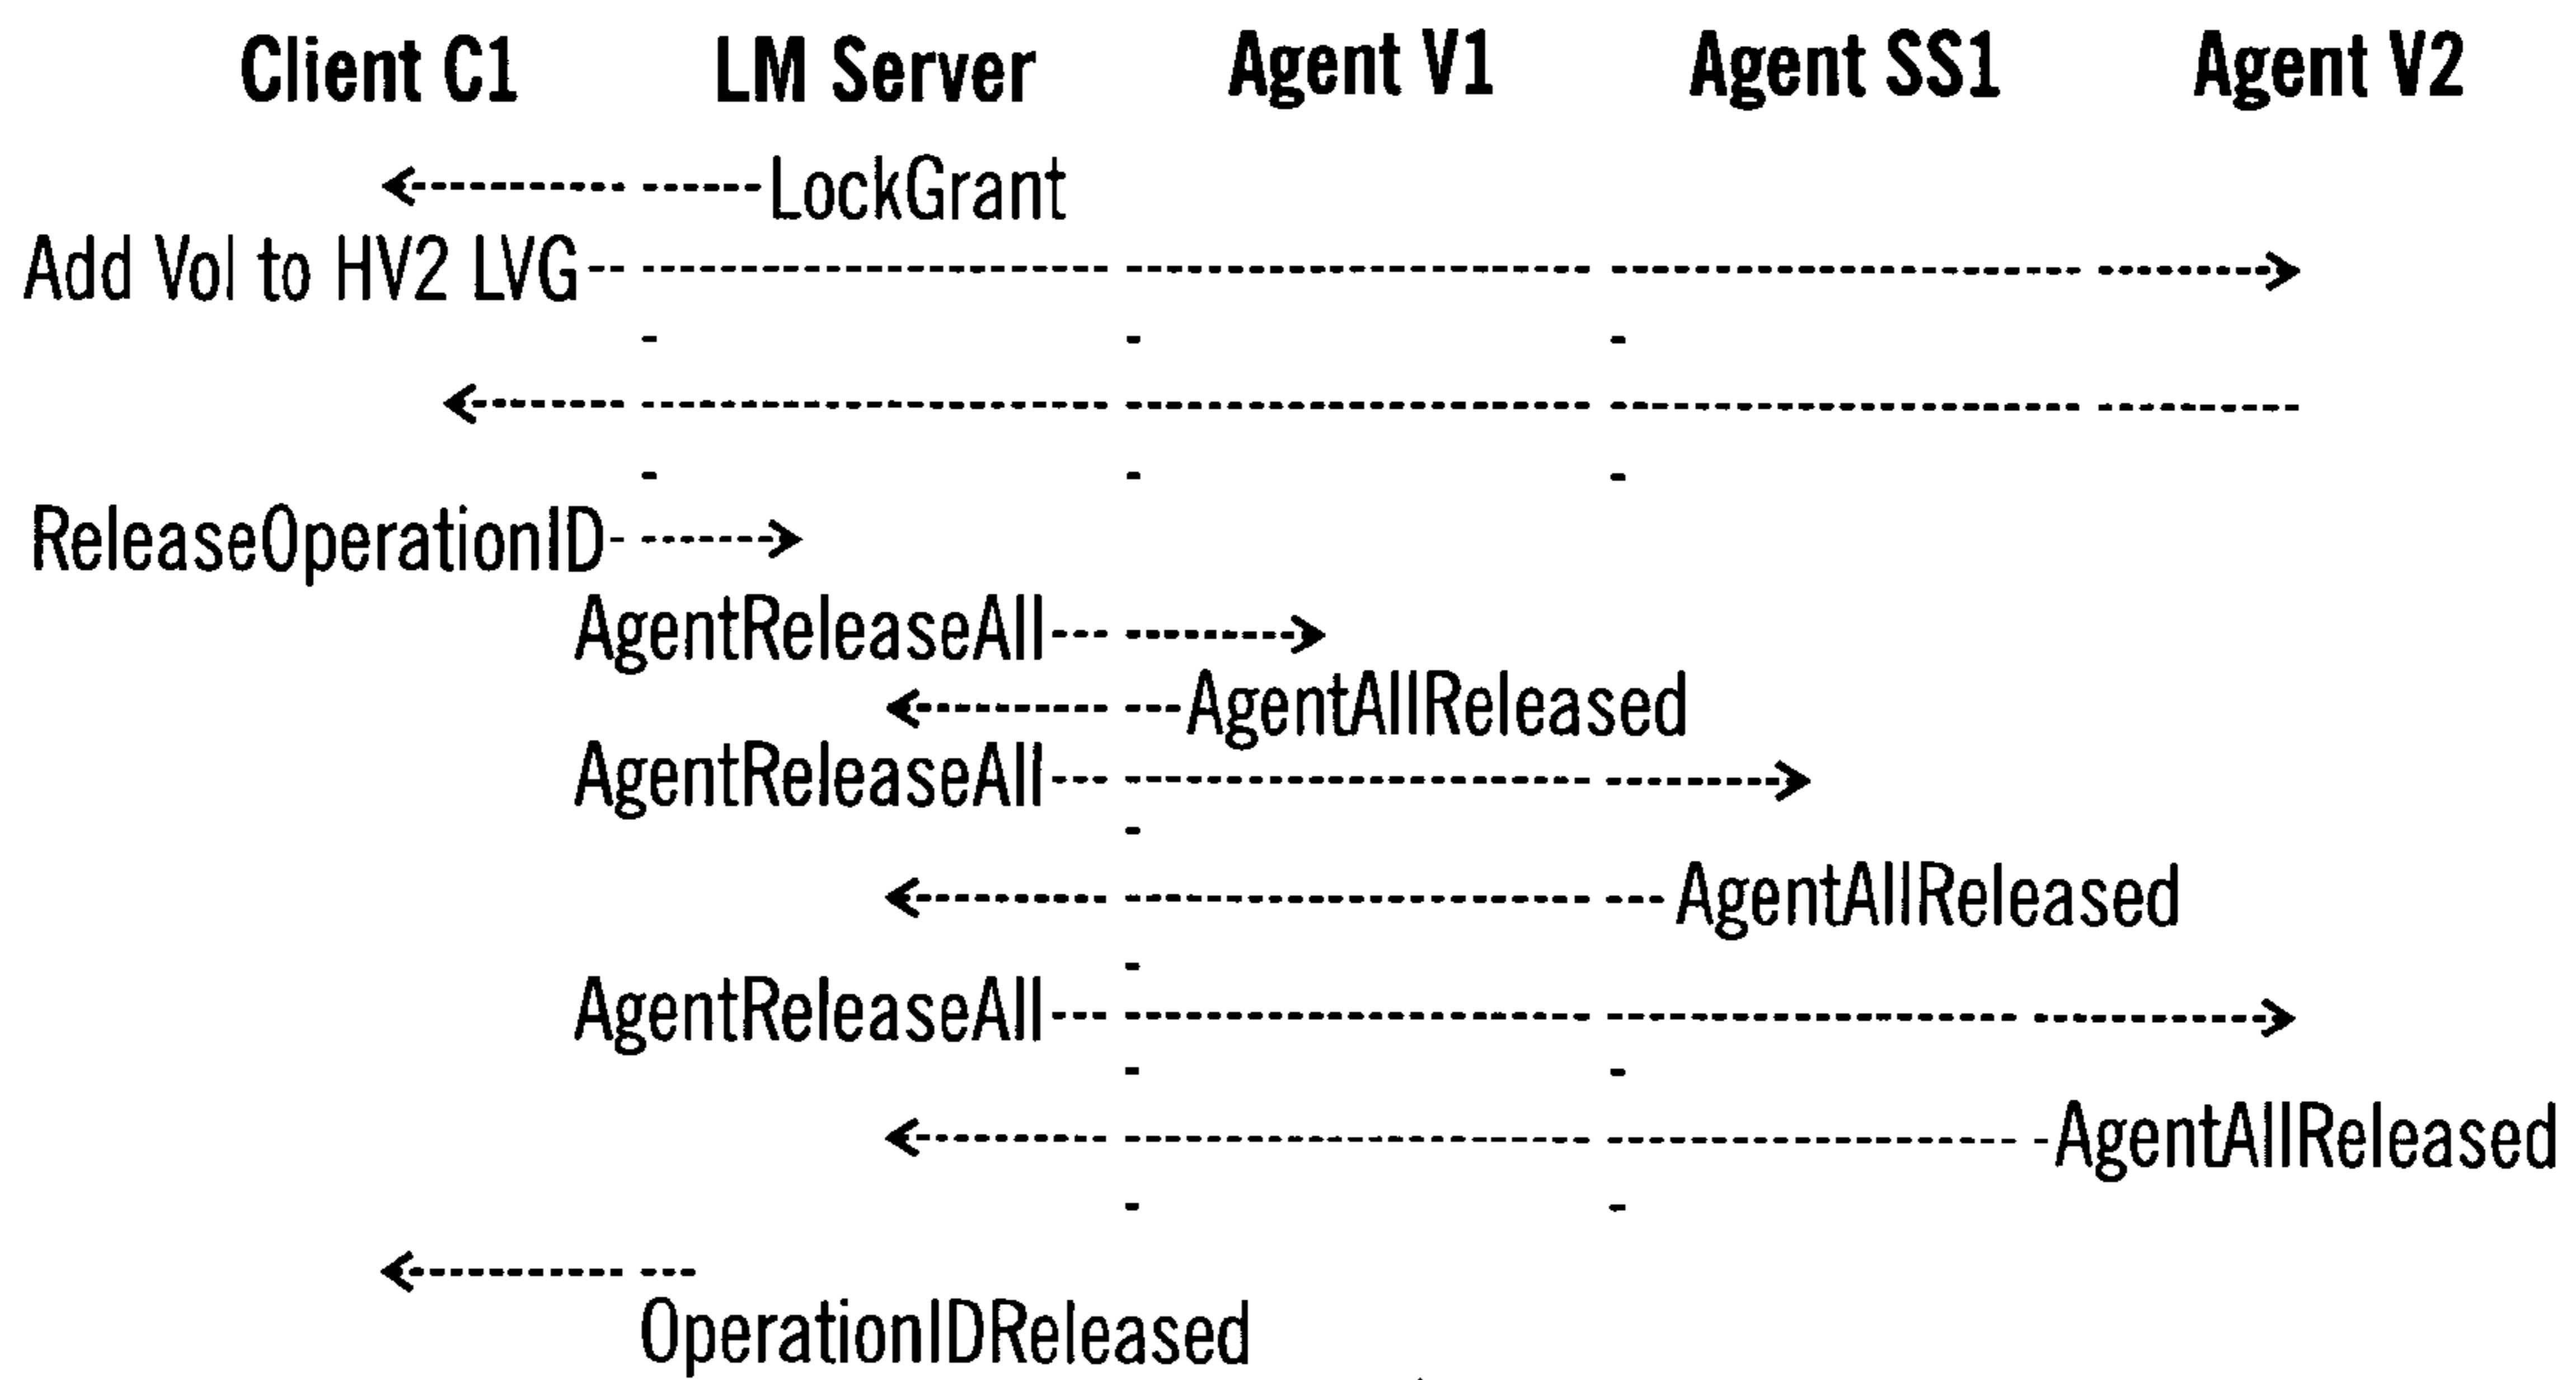 Client C1 LM Server Agent V1 Agent SS1 Agent V2
LockGrant
Add Vol to HV2 LVG
ReleaseOperationID
AgentReleaseAll
AgentAllReleased
AgentReleaseAll
AgentAllReleased
AgentReleaseAll
AgentAllReleased
OperationIDReleased